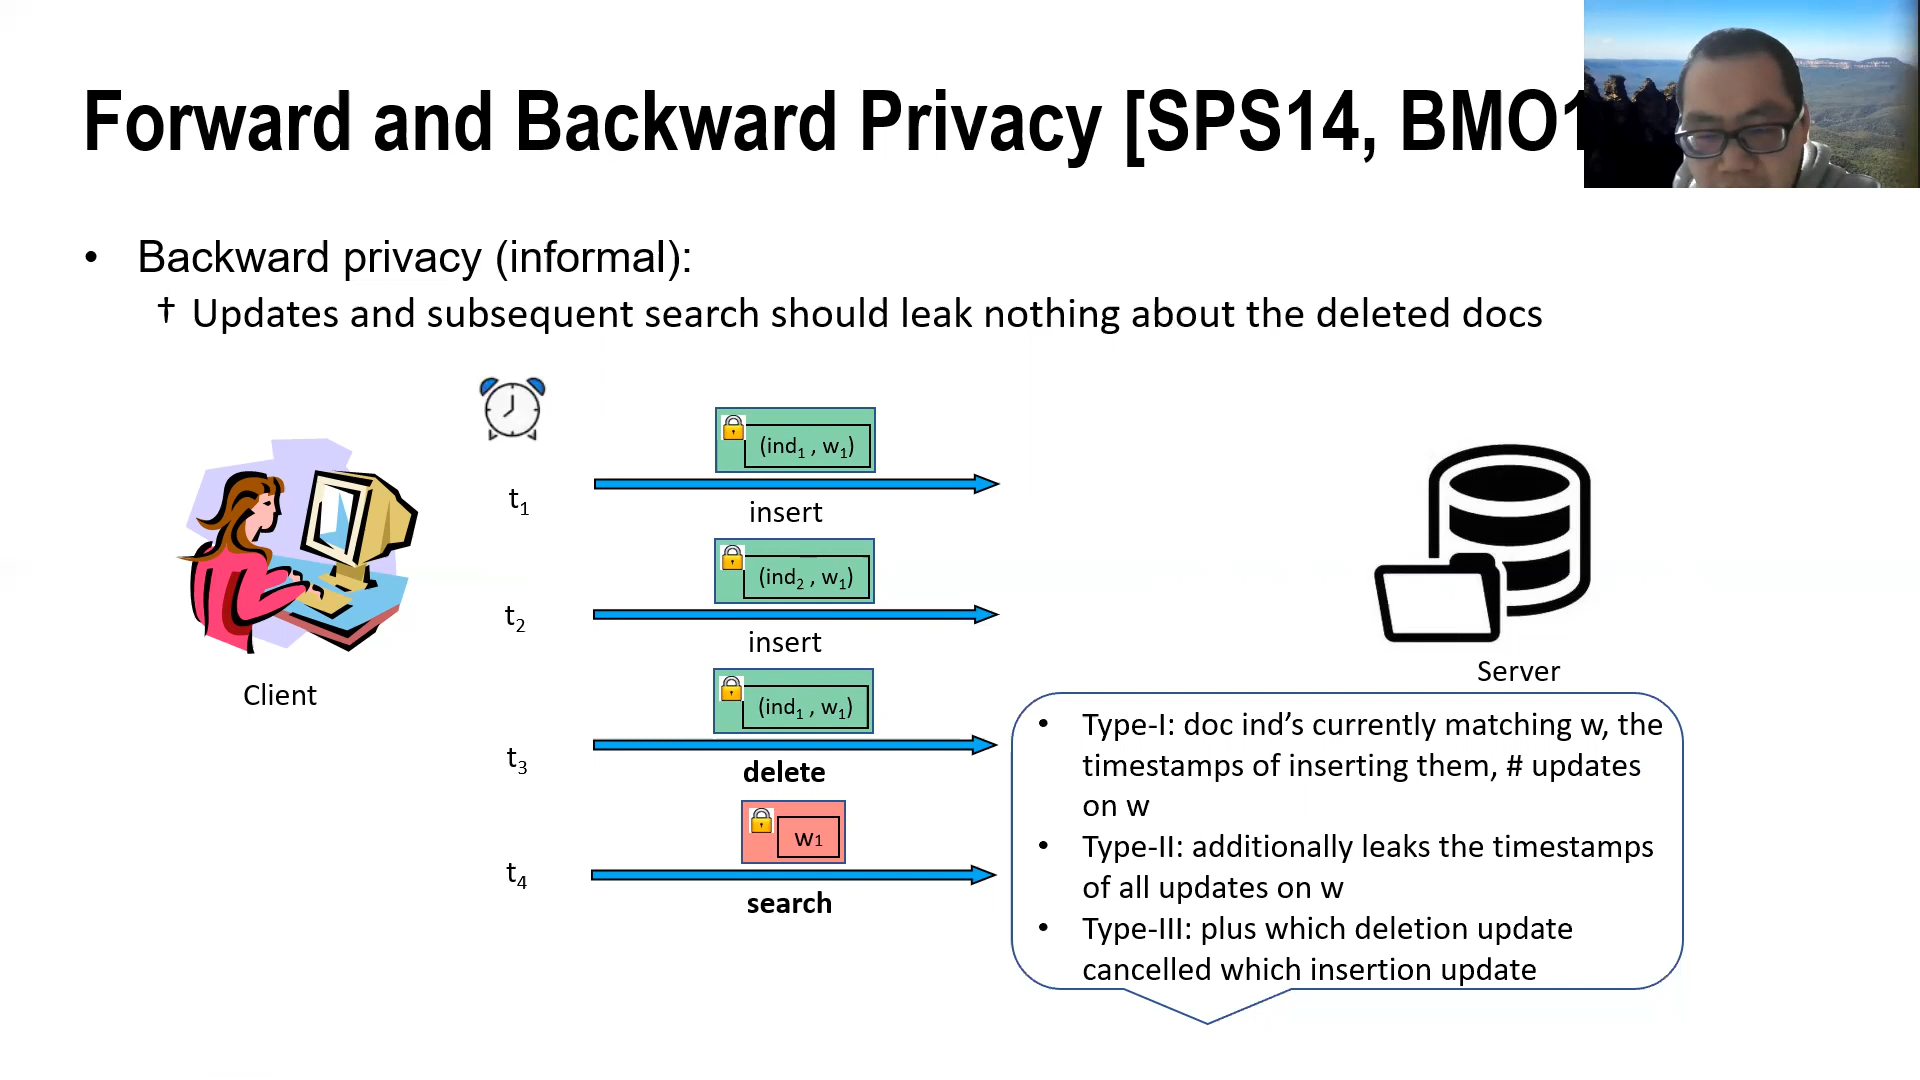 Forward and Backward Privacy [SPS14, BMO1
• Backward privacy (informal):
† Updates and subsequent search should leak nothing about the deleted docs
(ind1 , w1)
t1
insert
(ind2 , w1)
t2
insert
Server
Client
(ind1 , w1)
t3
delete
w1
t4
search
• Type-I: doc ind’s currently matching w, the
timestamps of inserting them, # updates
on w
• Type-II: additionally leaks the timestamps
of all updates on w
• Type-III: plus which deletion update
cancelled which insertion update